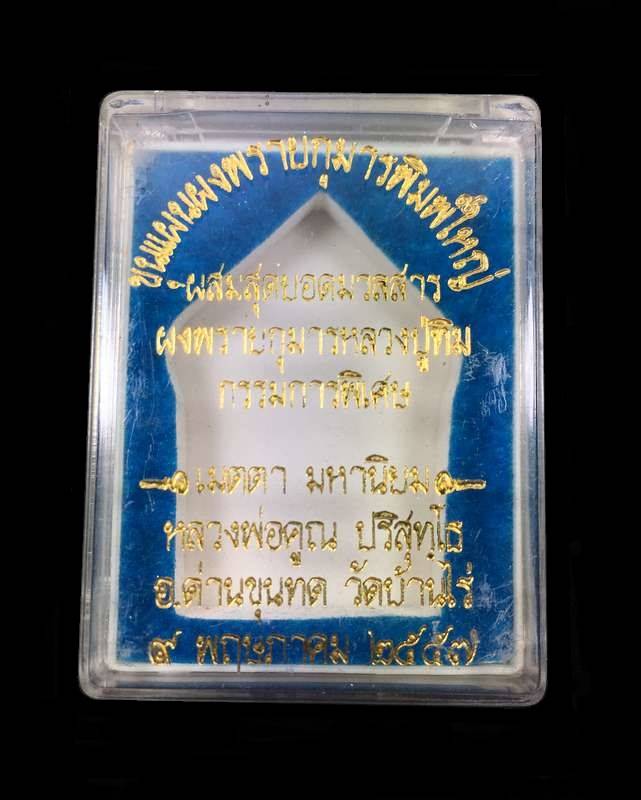 ขุนแผนผงพรายกุมารพิมพ์ใหญ่
ผสมสุดยอดมวลสาร
ผงพรายกุมารหลวงปู่ทิม
กรรมการพิเศษ
เมตตา มหานิยม
หลวงพ่อคูณ ปริสุทฺโธ
อ.ด่านขุนทด วัดบ้านไร่
๙ พฤษภาคม ๒๕๕๗